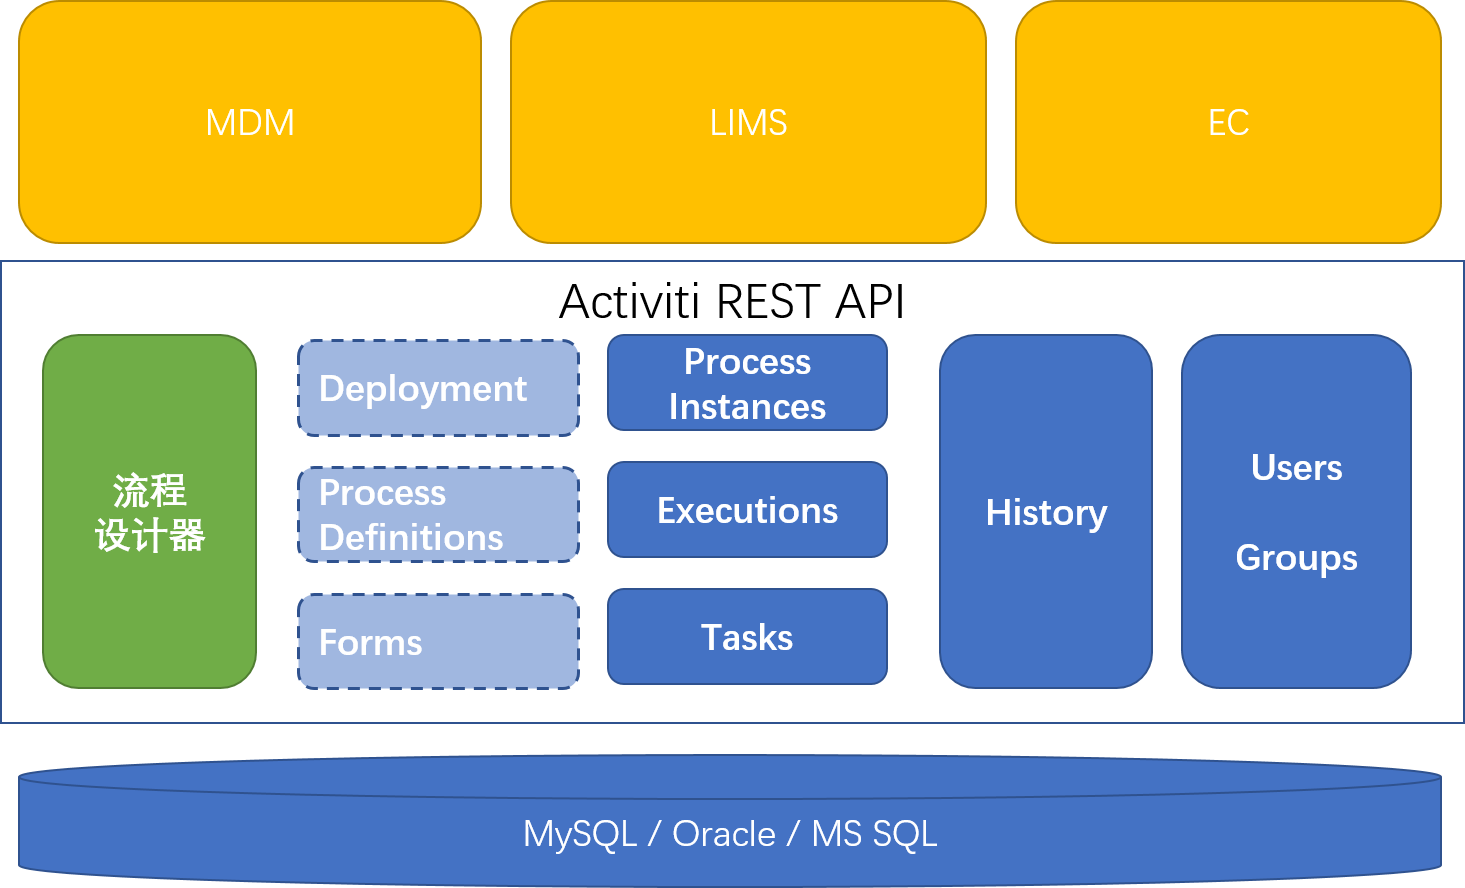 MDM
LIMS
EC
Activiti REST API
流程
设计器
Deployment
Process
Definitions
Forms
Process
Instances
Executions
Tasks
History
Users
Groups
MySQL / Oracle / MS SQL